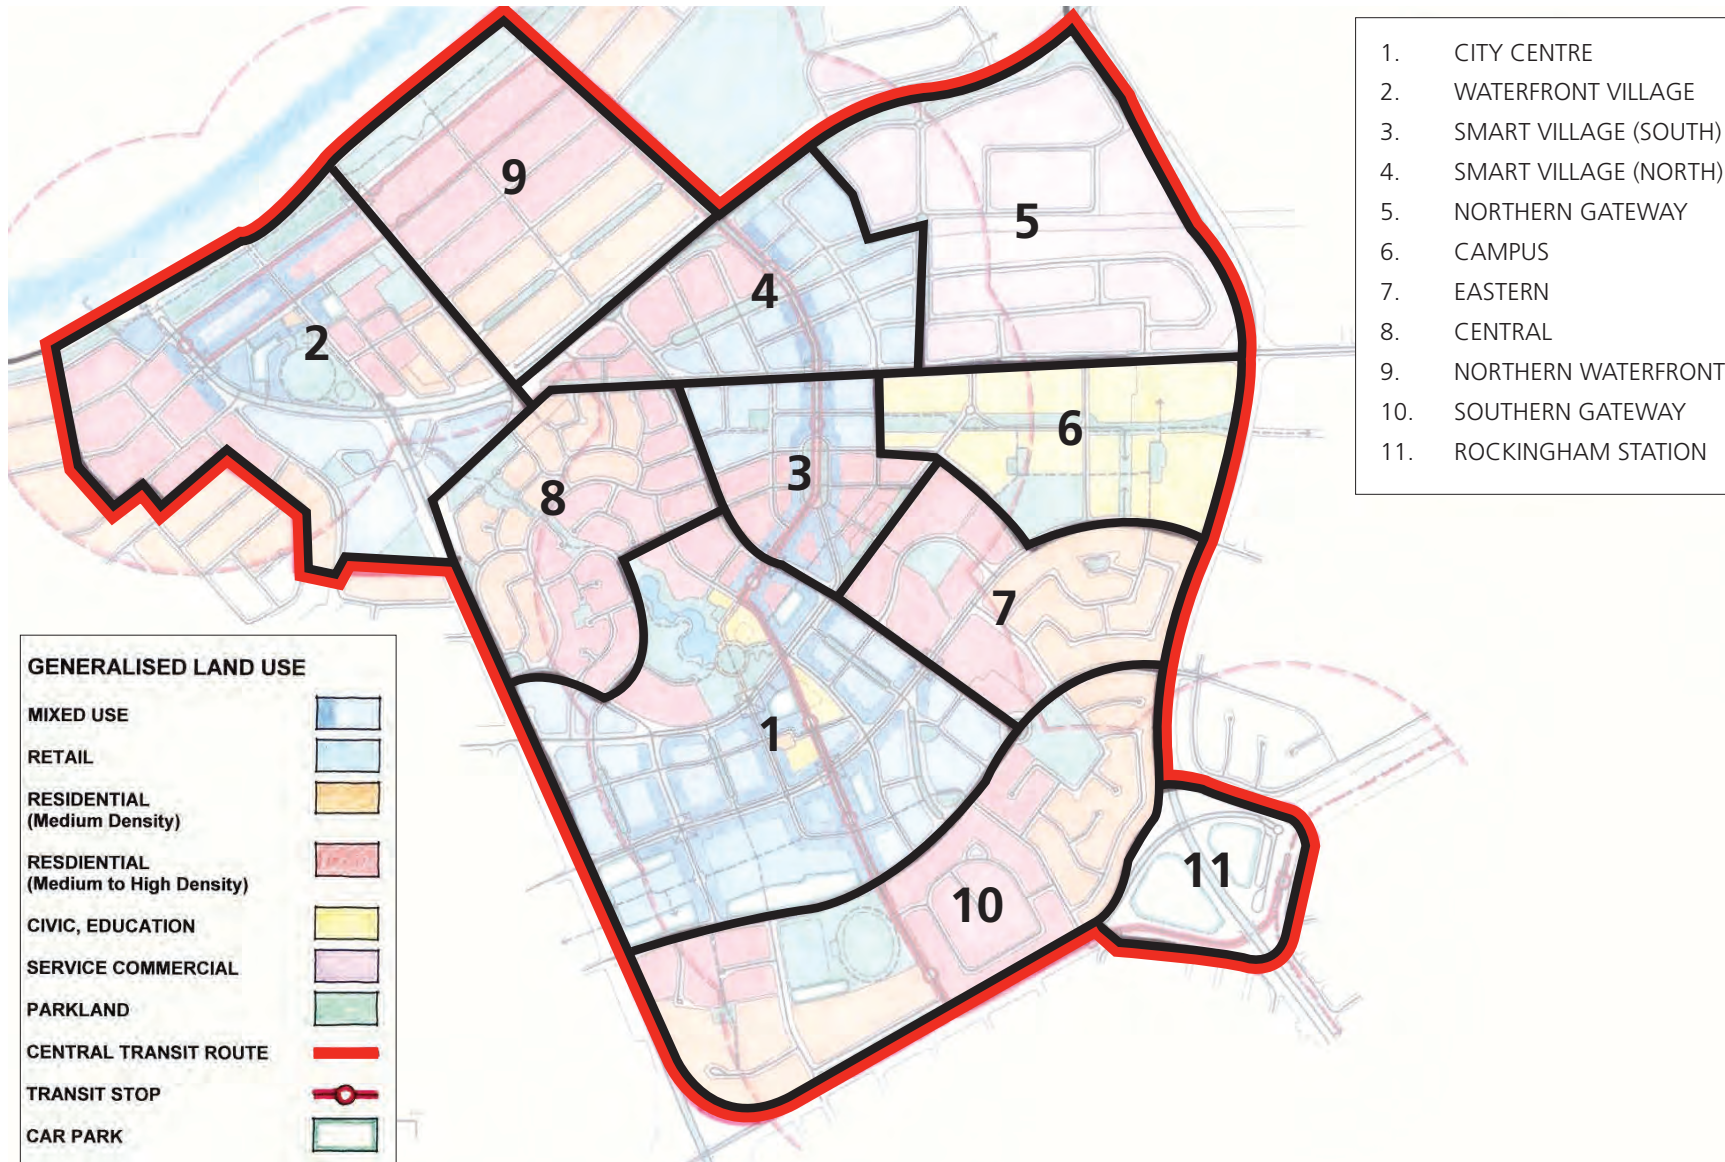 1. CITY CENTRE
2. WATERFRONT VILLAGE
3. SMART VILLAGE (SOUTH)
4. SMART VILLAGE (NORTH)
5. NORTHERN GATEWAY
6. CAMPUS
7. EASTERN
8. CENTRAL
9. NORTHERN WATERFRONT
10. SOUTHERN GATEWAY
11. ROCKINGHAM STATION
9
5
4
2
6
3
8
7
1
11
10
GENERALISED LAND USE
MIXED USE
RETAIL
RESIDENTIAL
(Medium Density)
RESDIENTIAL
(Medium to High Density)
CIVIC, EDUCATION
SERVICE COMMERCIAL
PARKLAND
CENTRAL TRANSIT ROUTE
TRANSIT STOP
CAR PARK